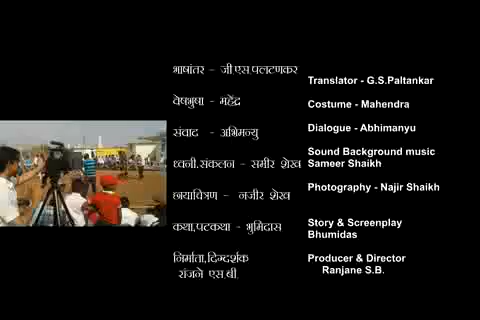 भाषांतर - जी.एस.पलटणकर
वेषभुषा - महेंद्र
संवाद - अभिमन्यु
ध्वनी.संकलन - समीर शेख
छायाचित्रण - नजीर शेख
कथा,पटकथा - भुमिदास
निर्माता,दिग्दर्शक
रांजने एस.बी.
Translator - G.S.Paltankar
Costume - Mahendra
Dialogue - Abhimanyu
Sound Background music
Sameer Shaikh
Photography - Najir Shaikh
Story & Screenplay
Bhumidas
Producer & Director
Ranjane S.B.